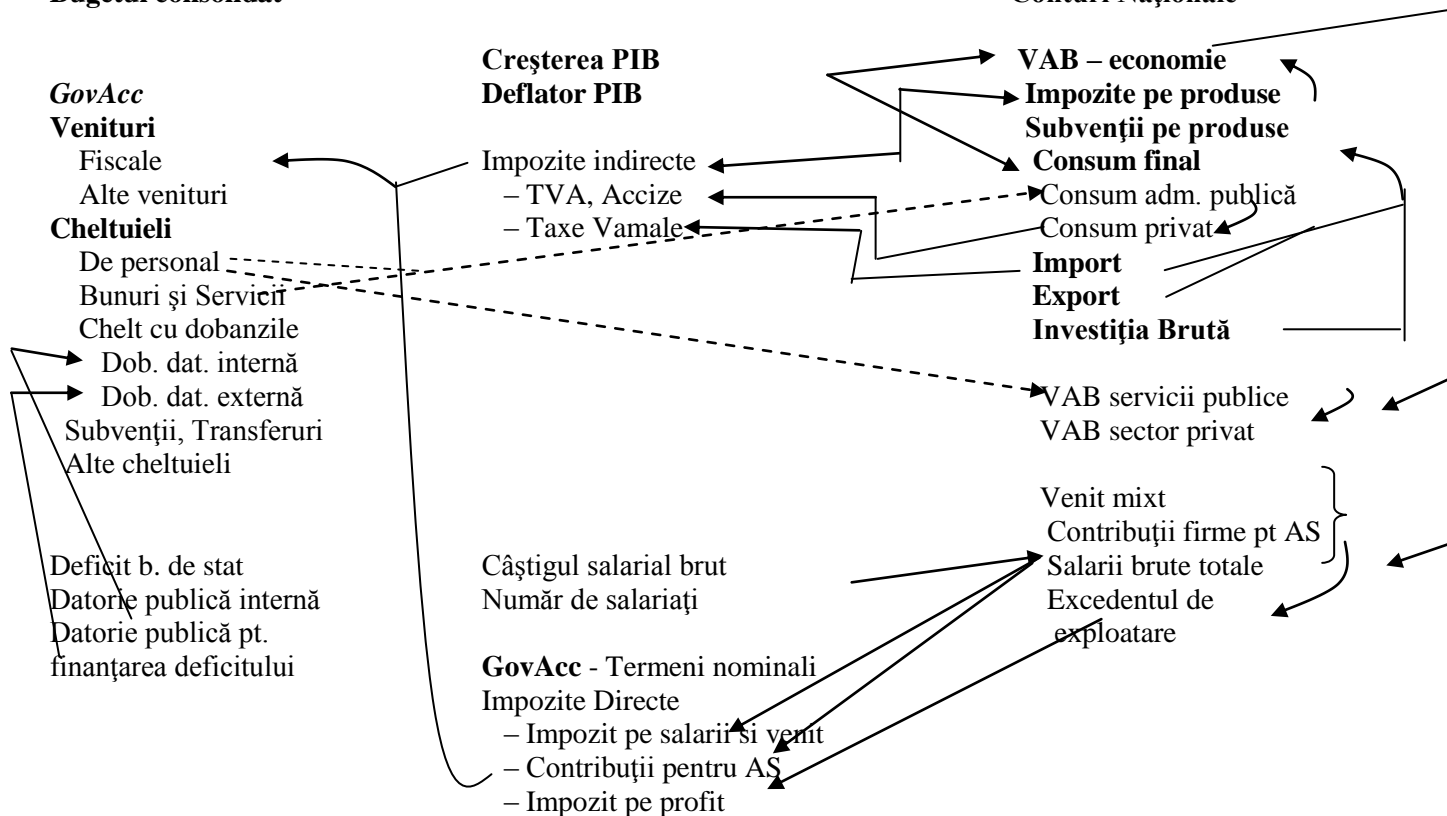 Bugetul consolidat
Conturi Naţionale
GovAcc
Venituri
Fiscale
Alte venituri
Cheltuieli
De personal
Bunuri şi Servicii
Chelt cu dobanzile
Dob. dat. internă
Dob. dat. externă
Subvenţii, Transferuri
Alte cheltuieli
Deficit b. de stat
Datorie publică internă
Datorie publică pt.
finanţarea deficitului
Creşterea PIB
Deflator PIB
Impozite indirecte
– TVA, Accize
– Taxe Vamale
Câştigul salarial brut
Număr de salariaţi
GovAcc - Termeni nominali
Impozite Directe
– Impozit pe salarii si venit
– Contribuţii pentru AS
– Impozit pe profit
VAB – economie
Impozite pe produse
Subvenţii pe produse
Consum final
Consum adm. publică
Consum privat
Import
Export
Investiţia Brută
VAB servicii publice
VAB sector privat
Venit mixt
Contribuţii firme pt AS
Salarii brute totale
Excedentul de
exploatare